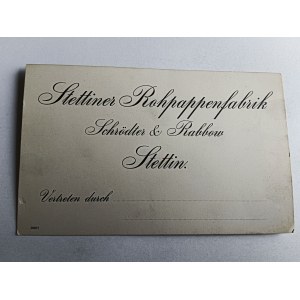 Stettiner Rohpappenfabrik
Schrödter & Rabbow
Stettin.
Vertreten durch